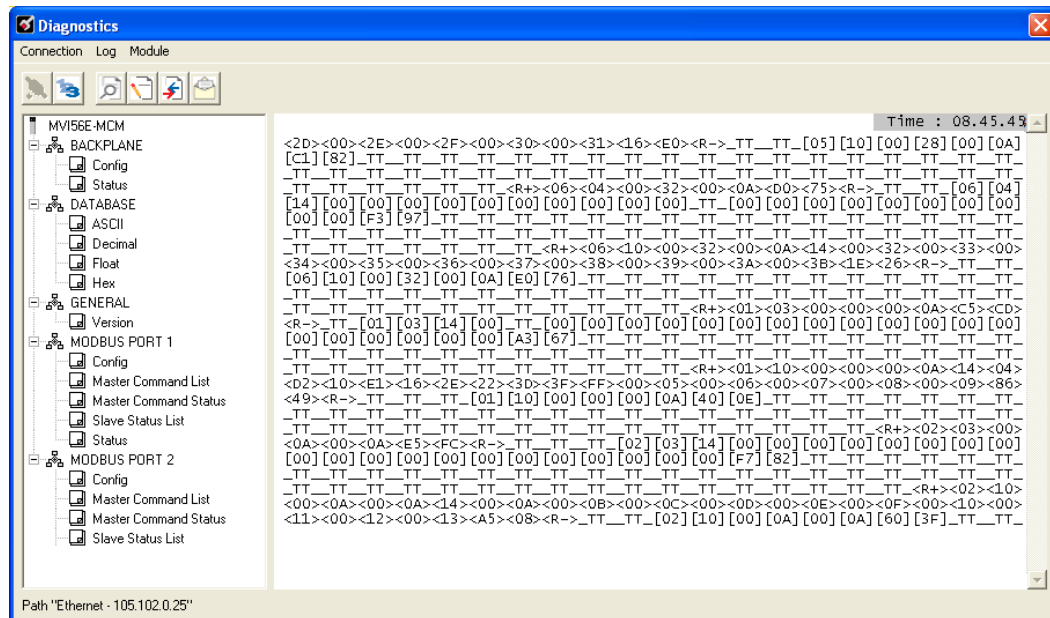 Diagnostics
Connection Log Module
MVI56E-MCM
BACKPLANE
Config
Status
DATABASE
ASCII
Decimal
Float
Hex
GENERAL
Version
MODBUS PORT 1
Config
Master Command List
Master Command Status
Slave Status List
Status
MODBUS PORT 2
Config
Master Command List
Master Command Status
Slave Status List
Time : 08.45.45
<2D><00><2E><00><2F><00><30><00><31><16><E0><R->_TT__TT_[05][10][00][28][00][0A]
[C1][82]_TT__TT__TT__TT__TT__TT__TT__TT__TT__TT__TT__TT__TT__TT__TT__TT__TT__TT_
_TT__TT__TT__TT__TT__TT__TT__TT__TT__TT__TT__TT__TT__TT__TT__TT__TT__TT__TT__TT_
_TT__TT__TT__TT__TT__TT_<R+><06><04><00><32><00><0A><D0><75><R->_TT__TT_[06][04]
[14][00][00][00][00][00][00][00][00][00][00]_TT_[00][00][00][00][00][00][00][00]
[00][00][F3][97]_TT__TT__TT__TT__TT__TT__TT__TT__TT__TT__TT__TT__TT__TT__TT__TT_
_TT__TT__TT__TT__TT__TT__TT__TT__TT__TT__TT__TT__TT__TT__TT__TT__TT__TT__TT__TT_
_TT__TT__TT__TT__TT__TT__TT_<R+><06><10><00><32><00><0A><14><00><32><00><33><00>
<34><00><35><00><36><00><37><00><38><00><39><00><3A><00><3B><1E><26><R->_TT__TT_
[06][10][00][32][00][0A][E0][76]_TT__TT__TT__TT__TT__TT__TT__TT__TT__TT__TT__TT_
_TT__TT__TT__TT__TT__TT__TT__TT__TT__TT__TT__TT__TT__TT__TT__TT__TT__TT__TT__TT_
_TT__TT__TT__TT__TT__TT__TT__TT__TT__TT__TT_<R+><01><03><00><00><00><0A><C5><CD>
<R->_TT_[01][03][14][00]_TT_[00][00][00][00][00][00][00][00][00][00][00][00][00]
[00][00][00][00][00][00][A3][67]_TT__TT__TT__TT__TT__TT__TT__TT__TT__TT__TT__TT_
_TT__TT__TT__TT__TT__TT__TT__TT__TT__TT__TT__TT__TT__TT__TT__TT__TT__TT__TT__TT_
_TT__TT__TT__TT__TT__TT__TT__TT__TT__TT__TT_<R+><01><10><00><00><00><0A><14><04>
<D2><10><E1><16><2E><22><3D><3F><FF><00><05><00><06><00><07><00><08><00><09><86>
<49><R->_TT__TT__TT_[01][10][00][00][00][0A][40][0E]_TT__TT__TT__TT__TT__TT__TT_
_TT__TT__TT__TT__TT__TT__TT__TT__TT__TT__TT__TT__TT__TT__TT__TT__TT__TT__TT__TT_
_TT__TT__TT__TT__TT__TT__TT__TT__TT__TT__TT__TT__TT__TT__TT__TT_<R+><02><03><00>
<0A><00><0A><E5><FC><R->_TT__TT__TT_[02][03][14][00][00][00][00][00][00][00][00]
[00][00][00][00][00][00][00][00][00][00][00][00][F7][82]_TT__TT__TT__TT__TT__TT_
_TT__TT__TT__TT__TT__TT__TT__TT__TT__TT__TT__TT__TT__TT__TT__TT__TT__TT__TT__TT_
_TT__TT__TT__TT__TT__TT__TT__TT__TT__TT__TT__TT__TT__TT__TT__TT__TT_<R+><02><10>
<00><0A><00><0A><14><00><0A><00><0B><00><0C><00><0D><00><0E><00><0F><00><10><00>
<11><00><12><00><13><A5><08><R->_TT__TT_[02][10][00][0A][00][0A][60][3F]_TT__TT_
Path "Ethernet - 105.102.0.25"